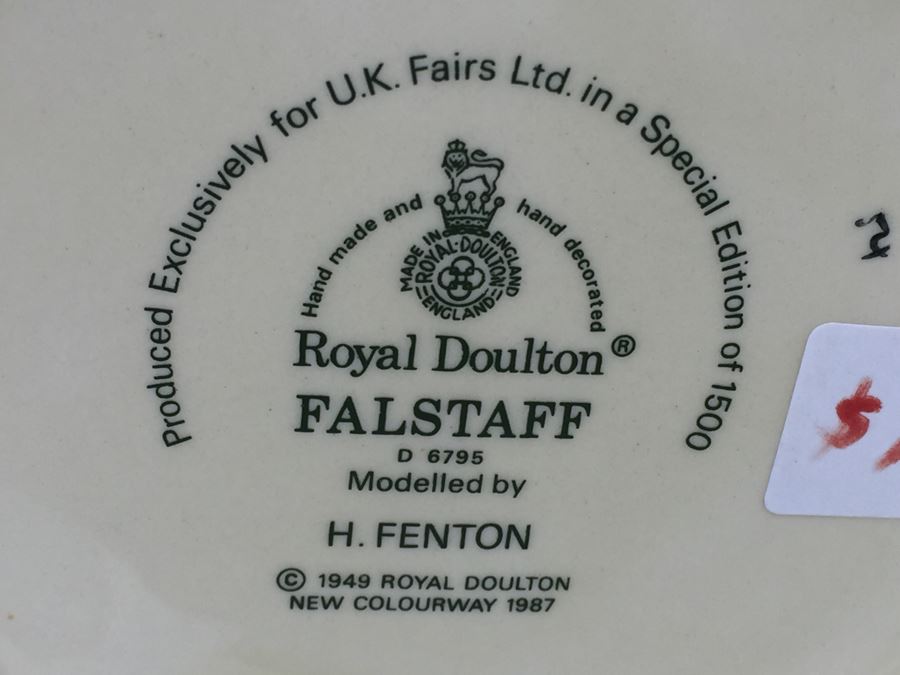 Produced Exclusively for U.K. Fairs Ltd. in a Special Edition of 1500
Hand made and hand decorated
MADE IN ENGLAND
ROYAL·DOULTON
ENGLAND
Royal Doulton®
FALSTAFF
D 6795
Modelled by
H. FENTON
© 1949 ROYAL DOULTON
NEW COLOURWAY 1987
$